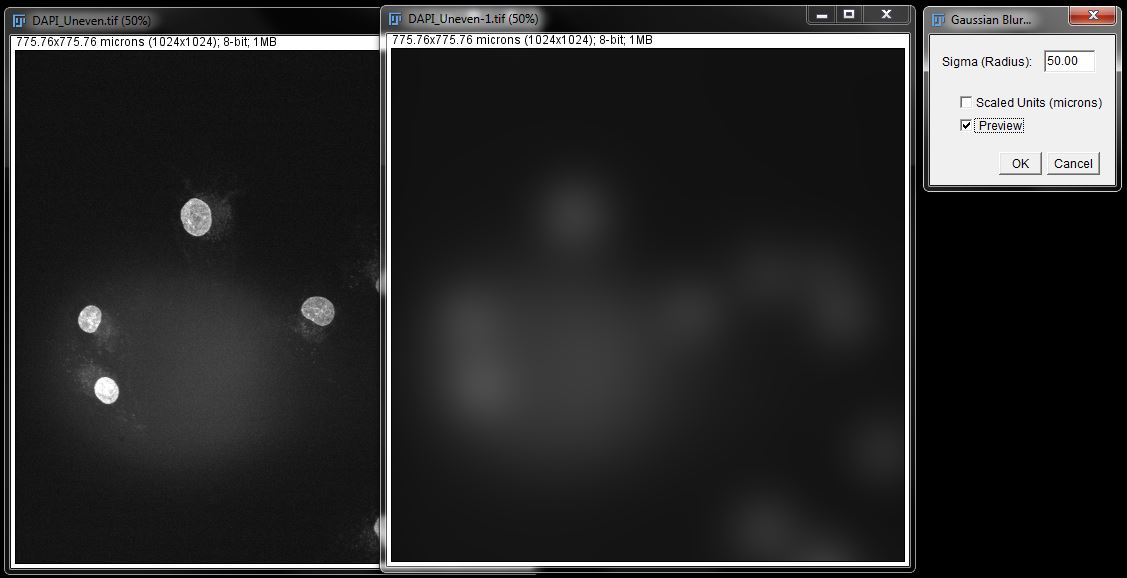 DAPI_Uneven.tif (50%)
775.76x775.76 microns (1024x1024); 8-bit; 1MB
DAPI_Uneven-1.tif (50%)
775.76x775.76 microns (1024x1024); 8-bit; 1MB
Gaussian Blur...
Sigma (Radius): 50.00
Scaled Units (microns)
Preview
OK Cancel